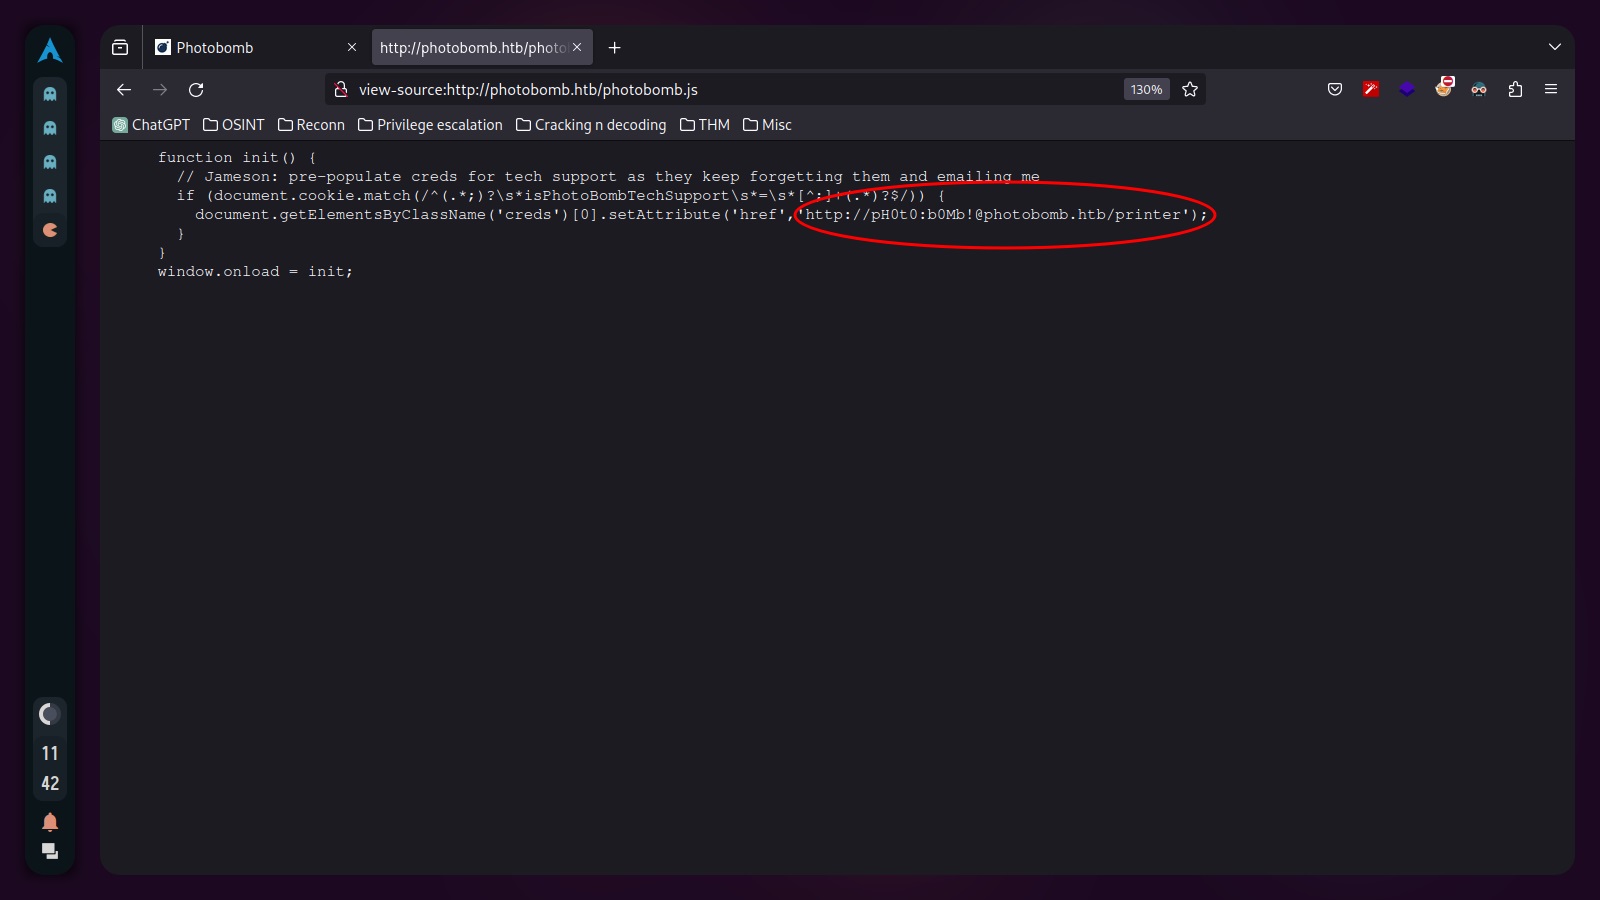 Photobomb
http://photobomb.htb/photo
view-source:http://photobomb.htb/photobomb.js
130%
ChatGPT OSINT Reconn Privilege escalation Cracking n decoding THM Misc
function init() {
// Jameson: pre-populate creds for tech support as they keep forgetting them and emailing me
if (document.cookie.match(/^(.*;)?\s*isPhotoBombTechSupport\s*=\s*[^;]+(.*)?$/)) {
document.getElementsByClassName('creds')[0].setAttribute('href','http://pH0t0:b0Mb!@photobomb.htb/printer');
}
}
window.onload = init;
11
42